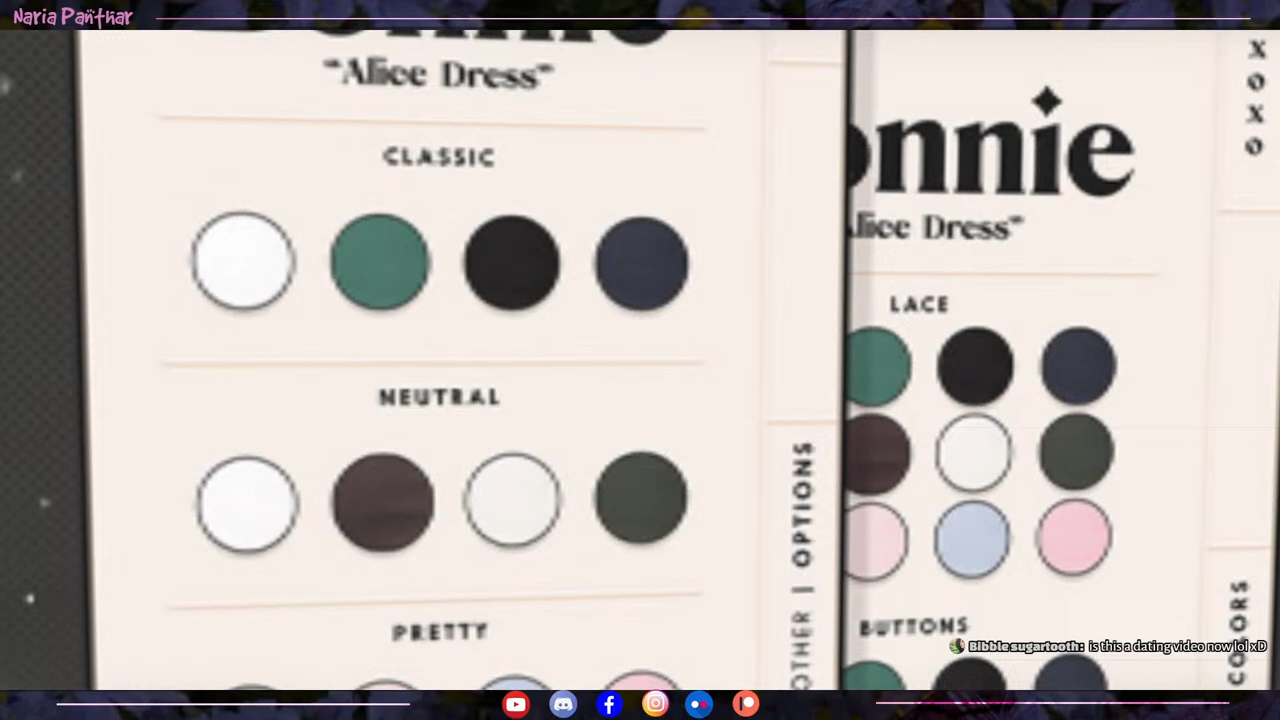 Naria Panthar
"Alice Dress"
CLASSIC
NEUTRAL
PRETTY
OTHER | OPTIONS
onnie
Alice Dress"
LACE
BUTTONS
X
O
X
O
COLORS
Bibble sugartooth: is this a dating video now lol xD